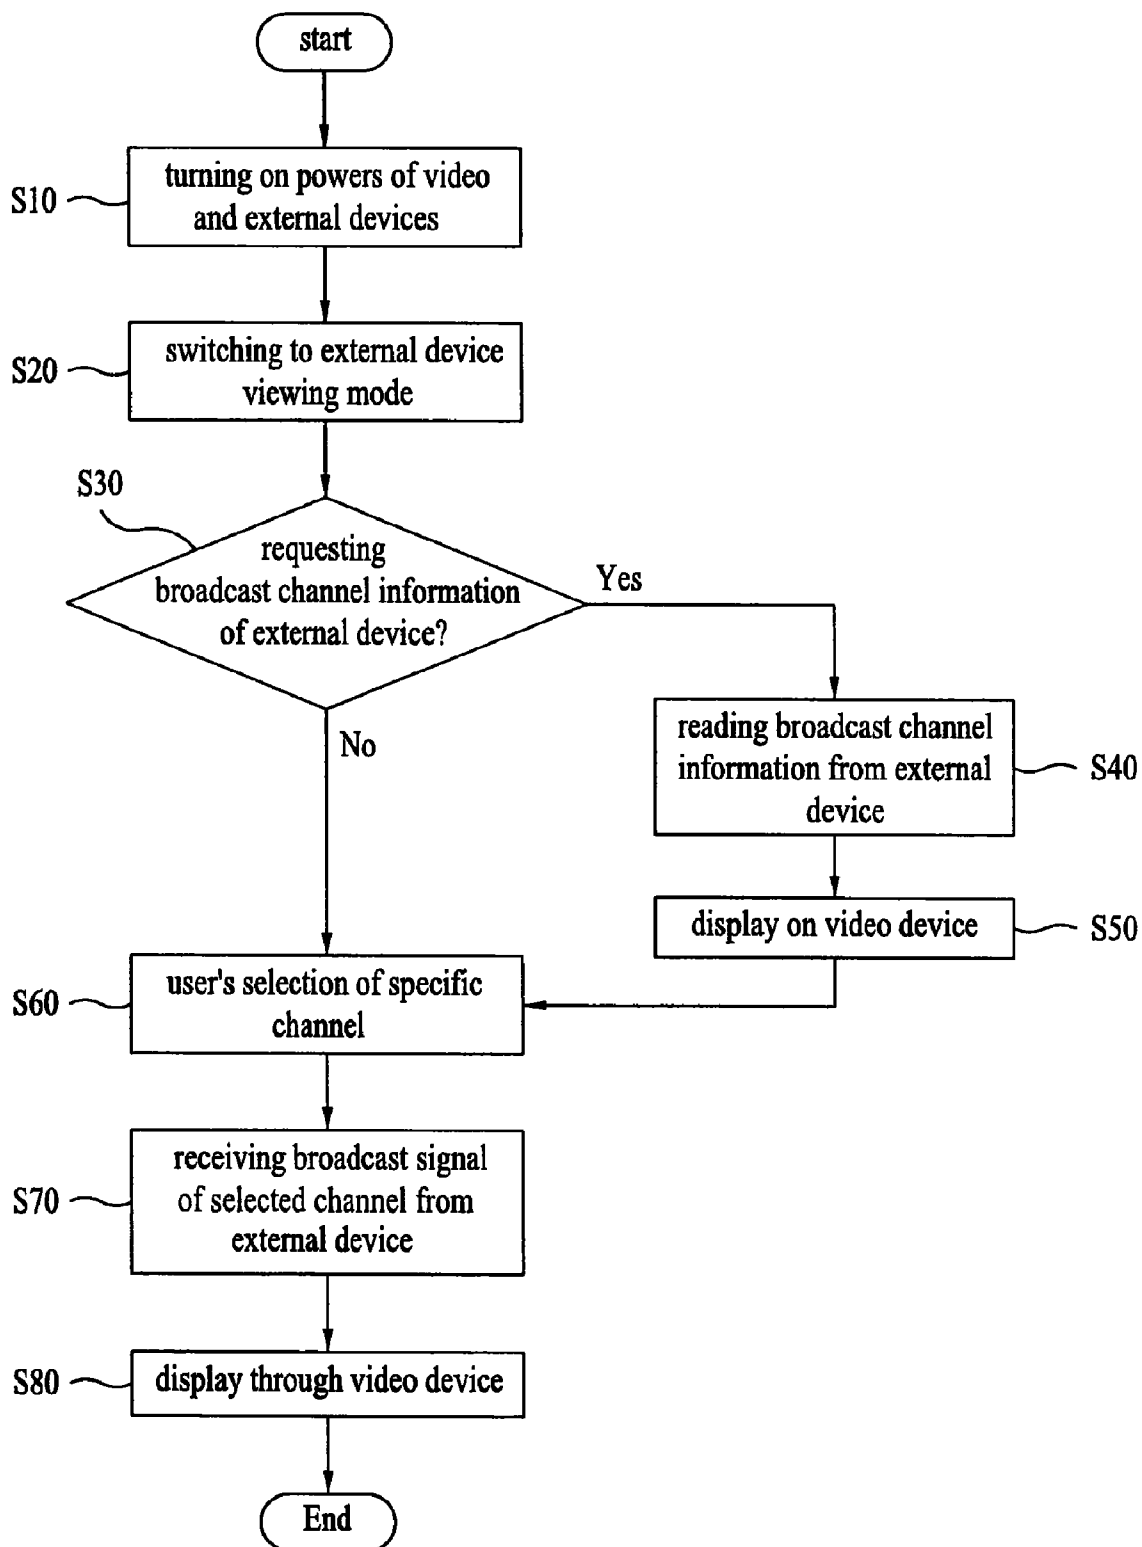 start
S10
turning on powers of video
and external devices
S20
switching to external device
viewing mode
S30
requesting
broadcast channel information
of external device?
Yes
No
reading broadcast channel
information from external
device
S40
display on video device
S50
S60
user's selection of specific
channel
S70
receiving broadcast signal
of selected channel from
external device
S80
display through video device
End